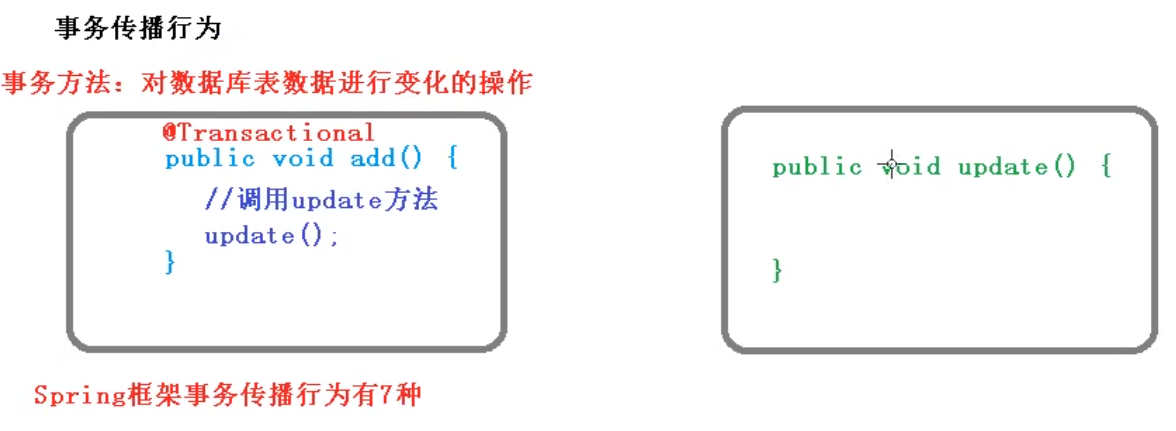 事务传播行为
事务方法：对数据库表数据进行变化的操作
@Transactional
public void add() {
//调用update方法
update();
}
public void update() {
}
Spring框架事务传播行为有7种